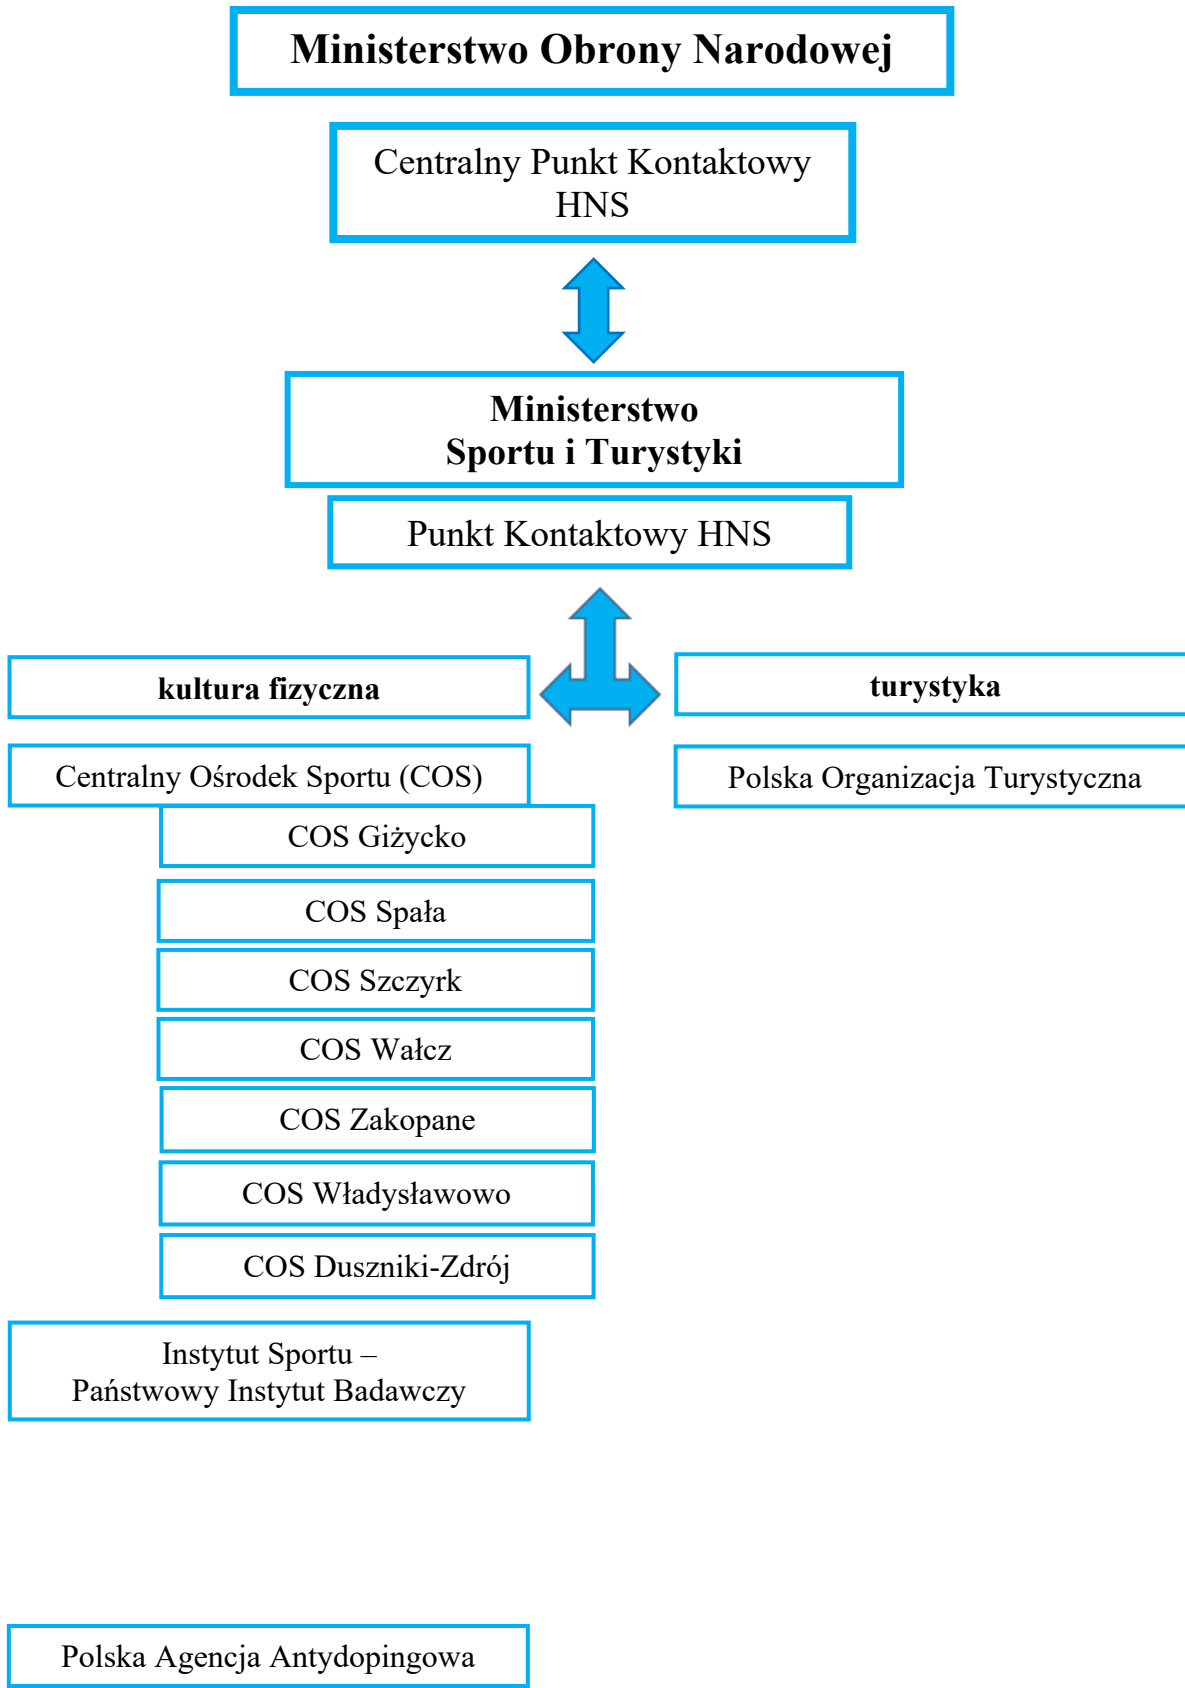 Ministerstwo Obrony Narodowej
Centralny Punkt Kontaktowy
HNS
Ministerstwo
Sportu i Turystyki
Punkt Kontaktowy HNS
kultura fizyczna
turystyka
Centralny Ośrodek Sportu (COS)
Polska Organizacja Turystyczna
COS Giżycko
COS Spała
COS Szczyrk
COS Wałcz
COS Zakopane
COS Władysławowo
COS Duszniki-Zdrój
Instytut Sportu –
Państwowy Instytut Badawczy
Polska Agencja Antydopingowa